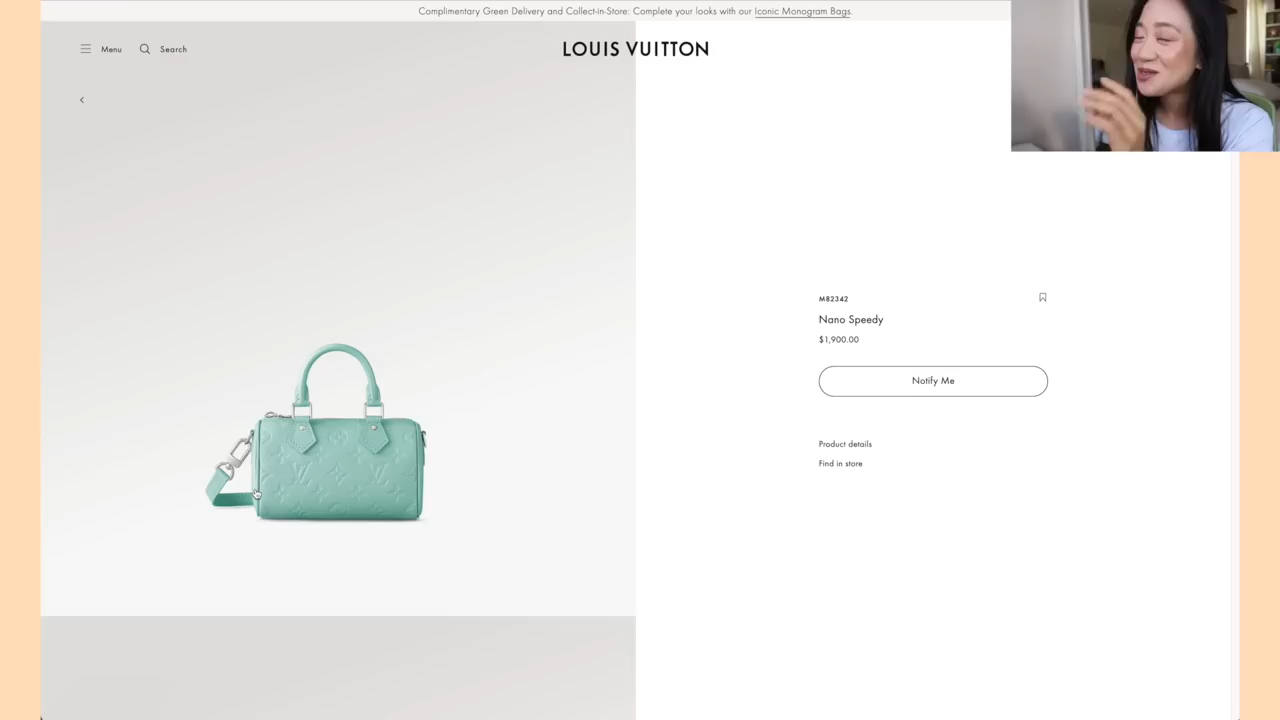 Complimentary Green Delivery and Collect-in-Store: Complete your looks with our Iconic Monogram Bags.
Menu
Search
LOUIS VUITTON
M82342
Nano Speedy
$1,900.00
Notify Me
Product details
Find in store